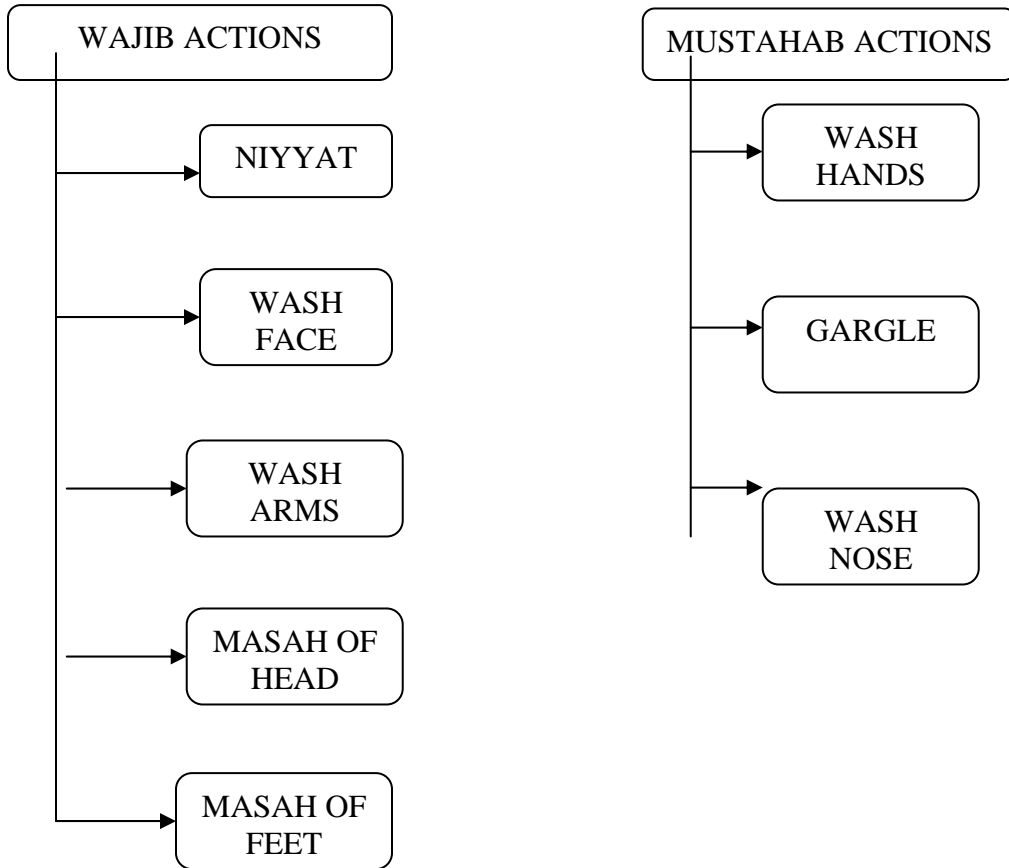 WAJIB ACTIONS
NIYYAT
WASH
FACE
WASH
ARMS
MASAH OF
HEAD
MASAH OF
FEET
MUSTAHAB ACTIONS
WASH
HANDS
GARGLE
WASH
NOSE